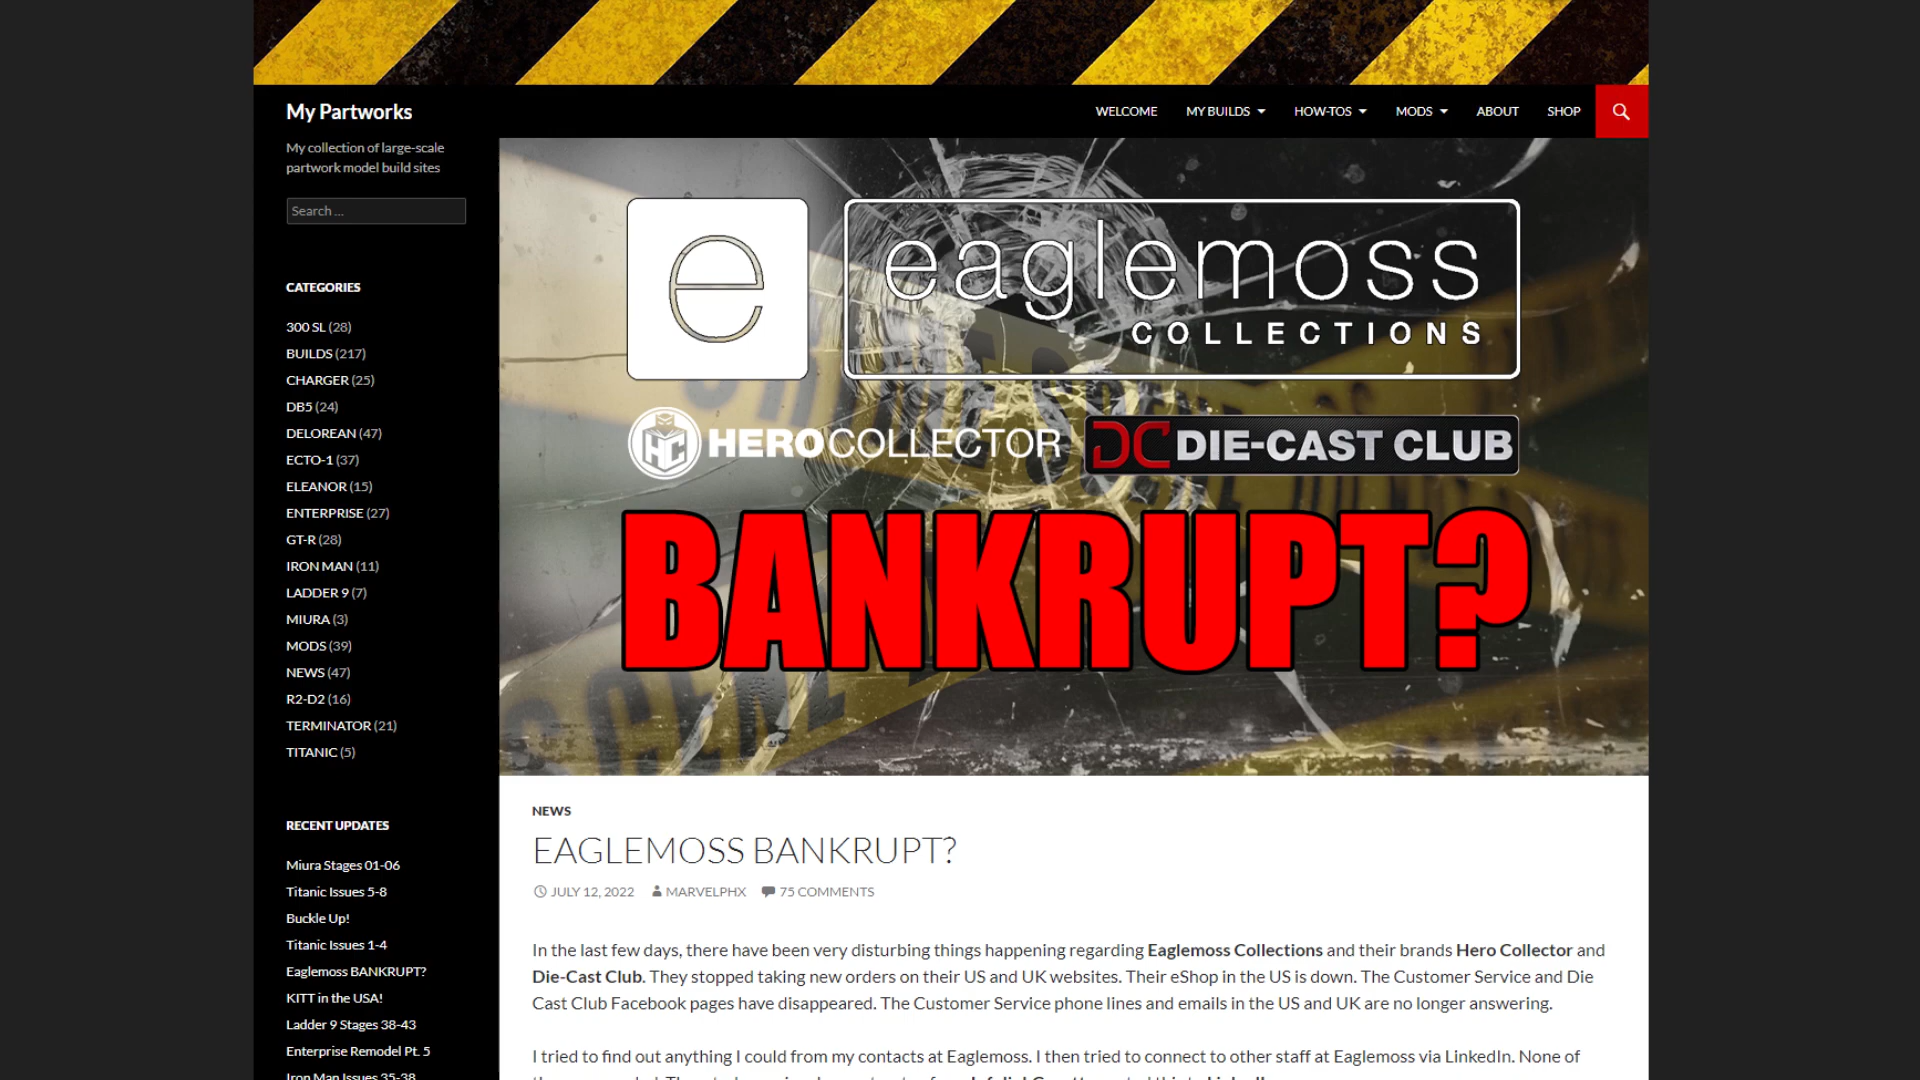 My Partworks
WELCOME
MY BUILDS
HOW-TOS
MODS
ABOUT
SHOP
My collection of large-scale
partwork model build sites
Search ...
CATEGORIES
300 SL (28)
BUILDS (217)
CHARGER (25)
DB5 (24)
DELOREAN (47)
ECTO-1 (37)
ELEANOR (15)
ENTERPRISE (27)
GT-R (28)
IRON MAN (11)
LADDER 9 (7)
MIURA (3)
MODS (39)
NEWS (47)
R2-D2 (16)
TERMINATOR (21)
TITANIC (5)
RECENT UPDATES
Miura Stages 01-06
Titanic Issues 5-8
Buckle Up!
Titanic Issues 1-4
Eaglemoss BANKRUPT?
KITT in the USA!
Ladder 9 Stages 38-43
Enterprise Remodel Pt. 5
Iron Man Issues 35-38
e
eaglemoss
COLLECTIONS
HC HEROCOLLECTOR
DC DIE-CAST CLUB
BANKRUPT?
NEWS
EAGLEMOSS BANKRUPT?
JULY 12, 2022 MARVELPHX 75 COMMENTS
In the last few days, there have been very disturbing things happening regarding Eaglemoss Collections and their brands Hero Collector and
Die-Cast Club. They stopped taking new orders on their US and UK websites. Their eShop in the US is down. The Customer Service and Die
Cast Club Facebook pages have disappeared. The Customer Service phone lines and emails in the US and UK are no longer answering.
I tried to find out anything I could from my contacts at Eaglemoss. I then tried to connect to other staff at Eaglemoss via LinkedIn. None of